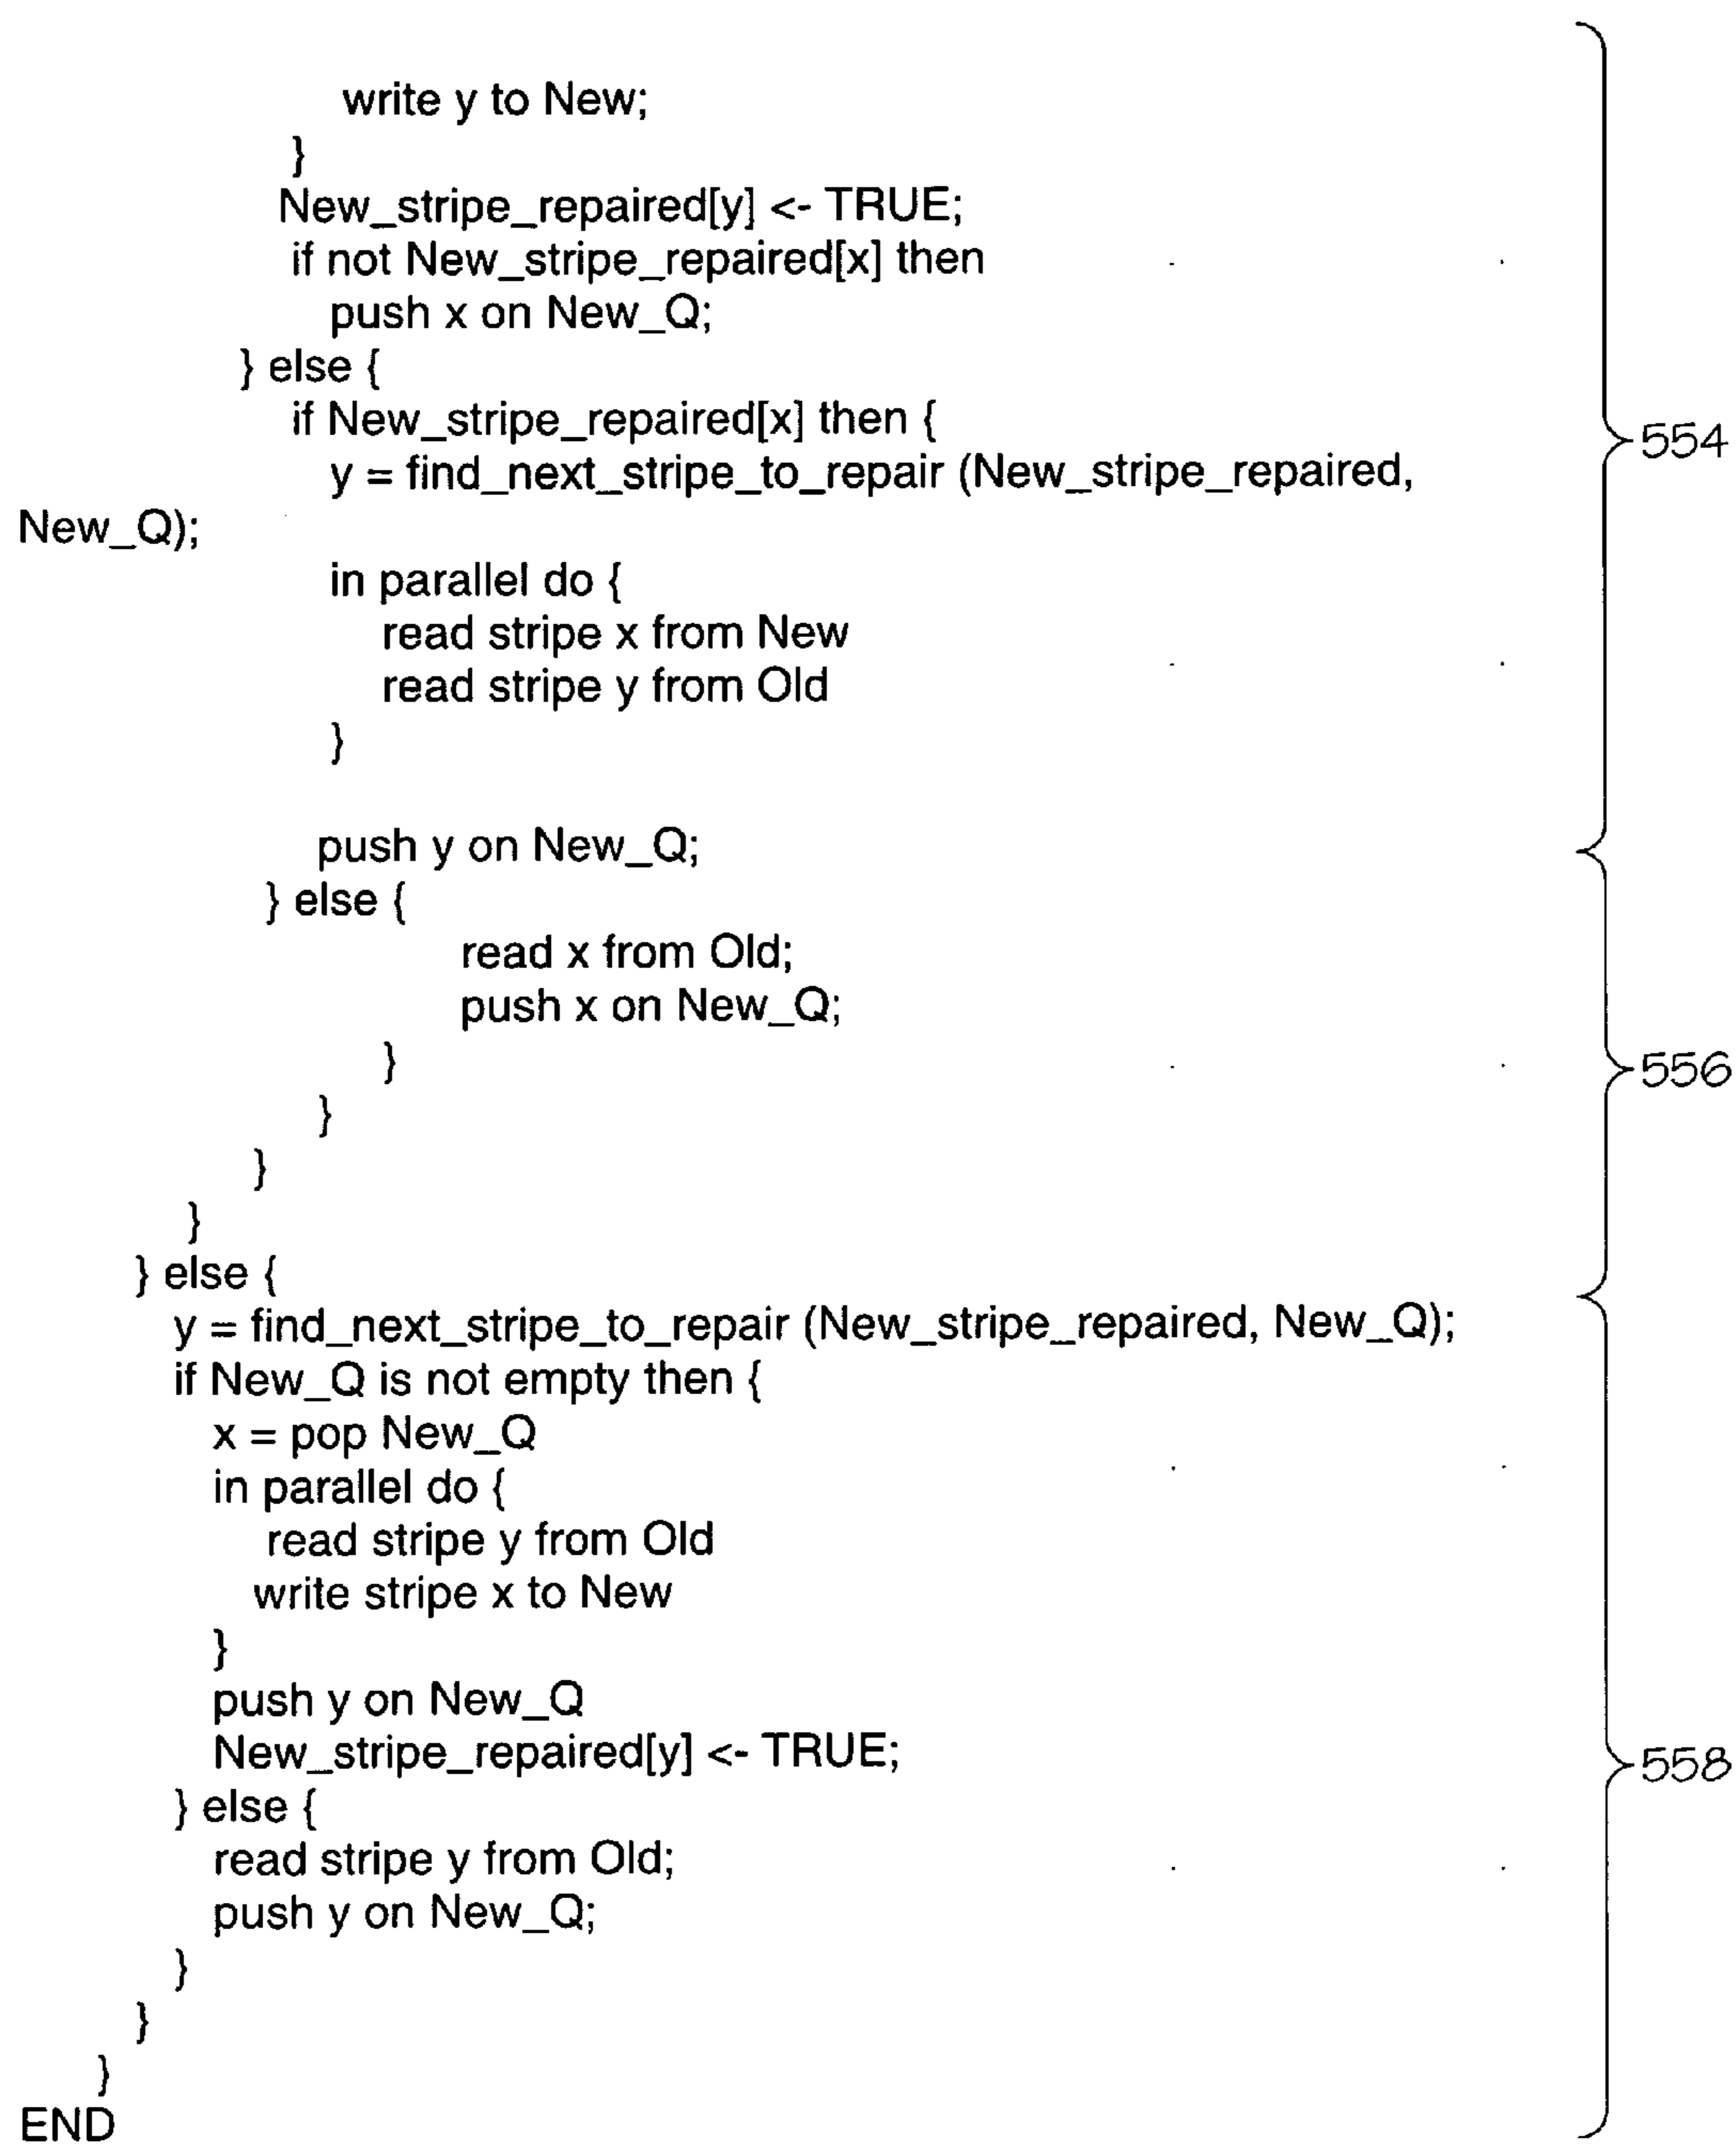 write y to New;
}
New_stripe_repaired[y] <- TRUE;
if not New_stripe_repaired[x] then
push x on New_Q;
} else {
if New_stripe_repaired[x] then {
554
y = find_next_stripe_to_repair (New_stripe_repaired,
New_Q);
in parallel do {
read stripe x from New
read stripe y from Old
}
push y on New_Q;
} else {
read x from Old;
push x on New_Q;
}
556
}
}
}
} else {
y = find_next_stripe_to_repair (New_stripe_repaired, New_Q);
if New_Q is not empty then {
x = pop New_Q
in parallel do {
read stripe y from Old
write stripe x to New
}
push y on New_Q
New_stripe_repaired[y] <- TRUE;
558
} else {
read stripe y from Old;
push y on New_Q;
}
}
}
END